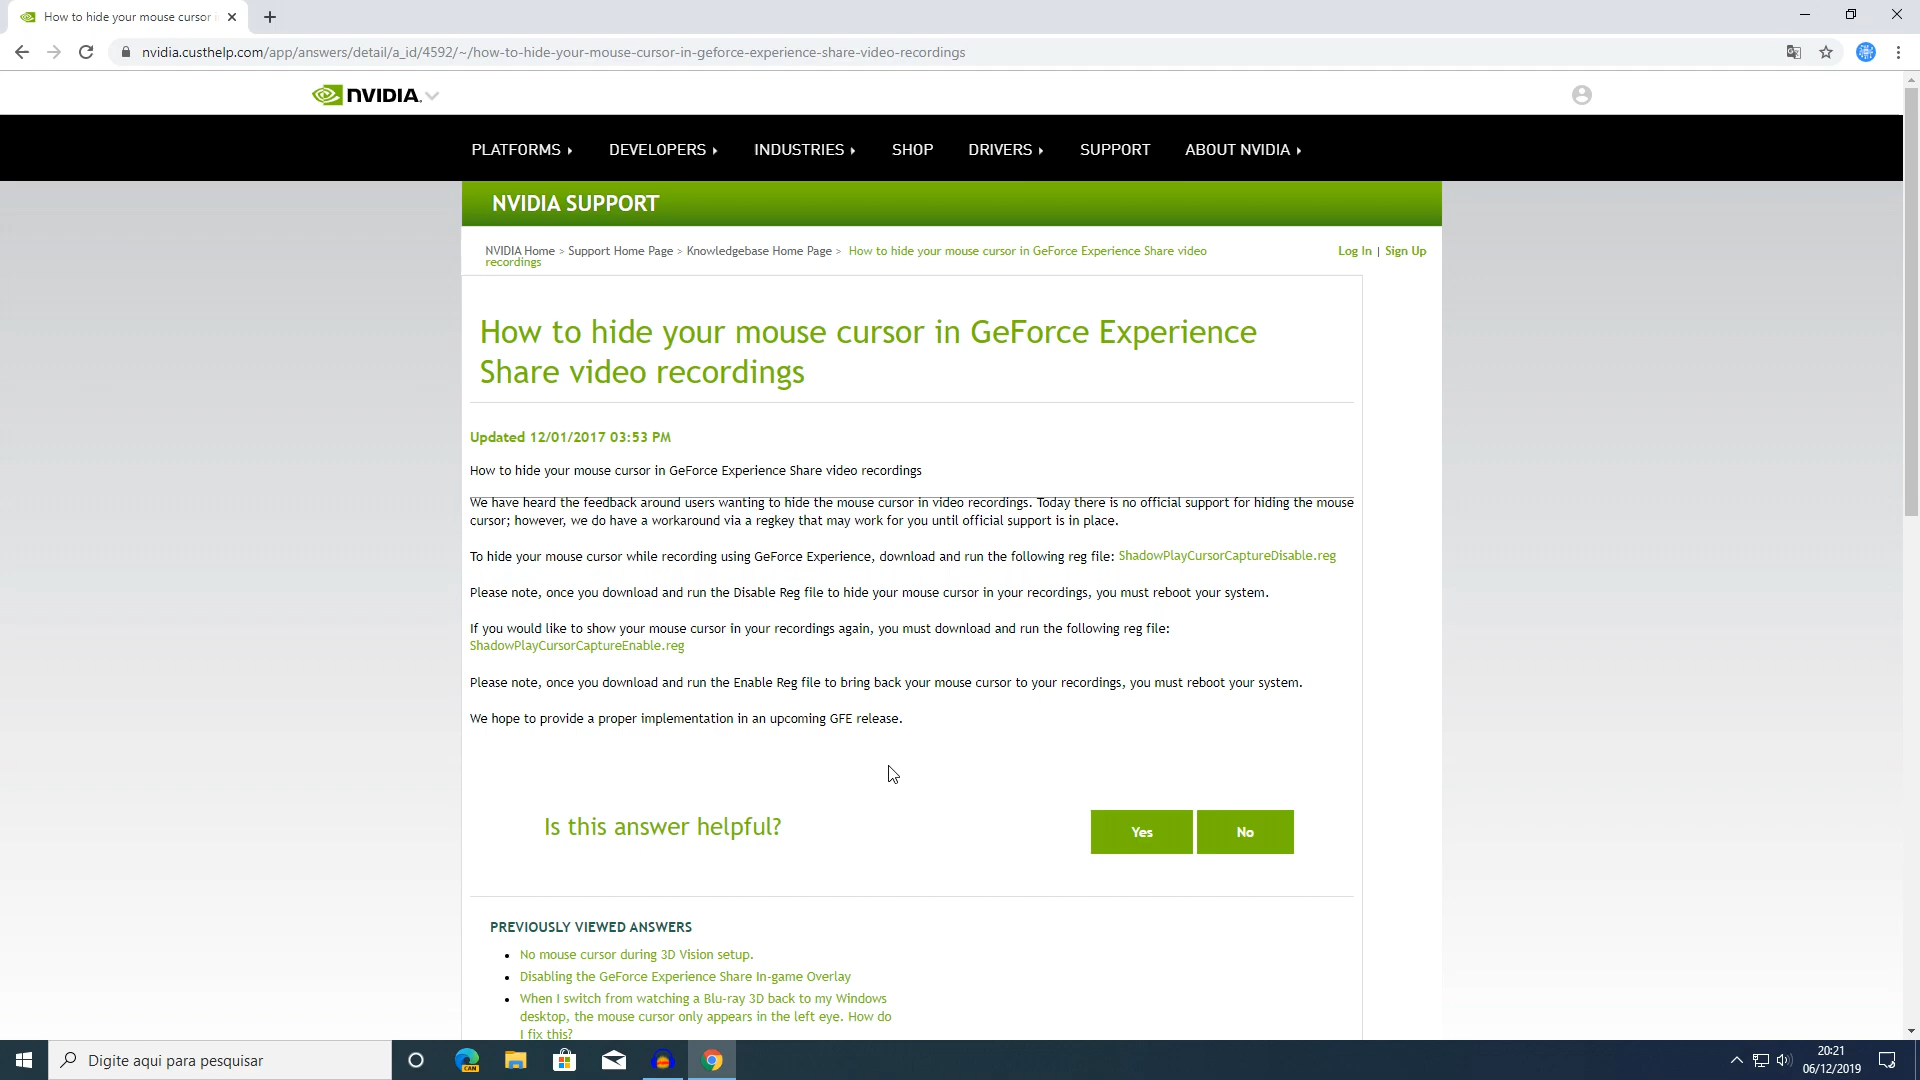 How to hide your mouse cursor i
nvidia.custhelp.com/app/answers/detail/a_id/4592/~/how-to-hide-your-mouse-cursor-in-geforce-experience-share-video-recordings
NVIDIA.
PLATFORMS DEVELOPERS INDUSTRIES SHOP DRIVERS SUPPORT ABOUT NVIDIA
NVIDIA SUPPORT
NVIDIA Home > Support Home Page > Knowledgebase Home Page > How to hide your mouse cursor in GeForce Experience Share video
recordings
Log In | Sign Up
How to hide your mouse cursor in GeForce Experience
Share video recordings
Updated 12/01/2017 03:53 PM
How to hide your mouse cursor in GeForce Experience Share video recordings
We have heard the feedback around users wanting to hide the mouse cursor in video recordings. Today there is no official support for hiding the mouse
cursor; however, we do have a workaround via a regkey that may work for you until official support is in place.
To hide your mouse cursor while recording using GeForce Experience, download and run the following reg file: ShadowPlayCursorCaptureDisable.reg
Please note, once you download and run the Disable Reg file to hide your mouse cursor in your recordings, you must reboot your system.
If you would like to show your mouse cursor in your recordings again, you must download and run the following reg file:
ShadowPlayCursorCaptureEnable.reg
Please note, once you download and run the Enable Reg file to bring back your mouse cursor to your recordings, you must reboot your system.
We hope to provide a proper implementation in an upcoming GFE release.
Is this answer helpful?
Yes No
PREVIOUSLY VIEWED ANSWERS
• No mouse cursor during 3D Vision setup.
• Disabling the GeForce Experience Share In-game Overlay
• When I switch from watching a Blu-ray 3D back to my Windows
desktop, the mouse cursor only appears in the left eye. How do
I fix this?
Digite aqui para pesquisar
CAN
20:21
06/12/2019